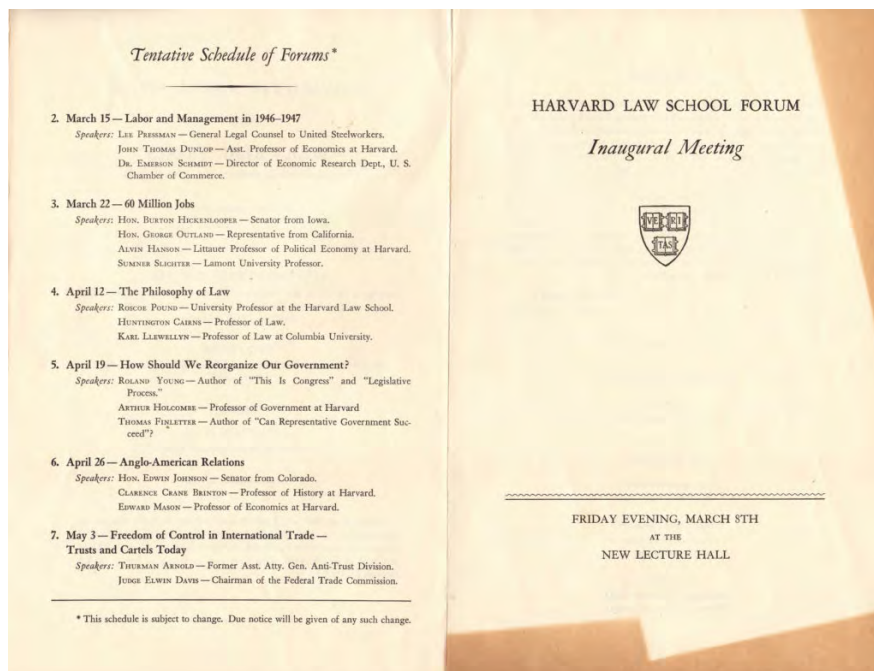 Tentative Schedule of Forums*
2. March 15 — Labor and Management in 1946–1947
Speakers: Lee Pressman — General Legal Counsel to United Steelworkers.
John Thomas Dunlop — Asst. Professor of Economics at Harvard.
Dr. Emerson Schmidt — Director of Economic Research Dept., U. S.
Chamber of Commerce.
3. March 22 — 60 Million Jobs
Speakers: Hon. Burton Hickenlooper — Senator from Iowa.
Hon. George Outland — Representative from California.
Alvin Hanson — Littauer Professor of Political Economy at Harvard.
Sumner Slichter — Lamont University Professor.
4. April 12 — The Philosophy of Law
Speakers: Roscoe Pound — University Professor at the Harvard Law School.
Huntington Cairns — Professor of Law.
Karl Llewellyn — Professor of Law at Columbia University.
5. April 19 — How Should We Reorganize Our Government?
Speakers: Roland Young — Author of "This Is Congress" and "Legislative
Process."
Arthur Holcombe — Professor of Government at Harvard
Thomas Finletter — Author of "Can Representative Government Suc-
ceed"?
6. April 26 — Anglo-American Relations
Speakers: Hon. Edwin Johnson — Senator from Colorado.
Clarence Crane Brinton — Professor of History at Harvard.
Edward Mason — Professor of Economics at Harvard.
7. May 3 — Freedom of Control in International Trade —
Trusts and Cartels Today
Speakers: Thurman Arnold — Former Asst. Atty. Gen. Anti-Trust Division.
Judge Elwin Davis — Chairman of the Federal Trade Commission.
* This schedule is subject to change. Due notice will be given of any such change.
HARVARD LAW SCHOOL FORUM
Inaugural Meeting
VE RI
TAS
FRIDAY EVENING, MARCH 8TH
AT THE
NEW LECTURE HALL